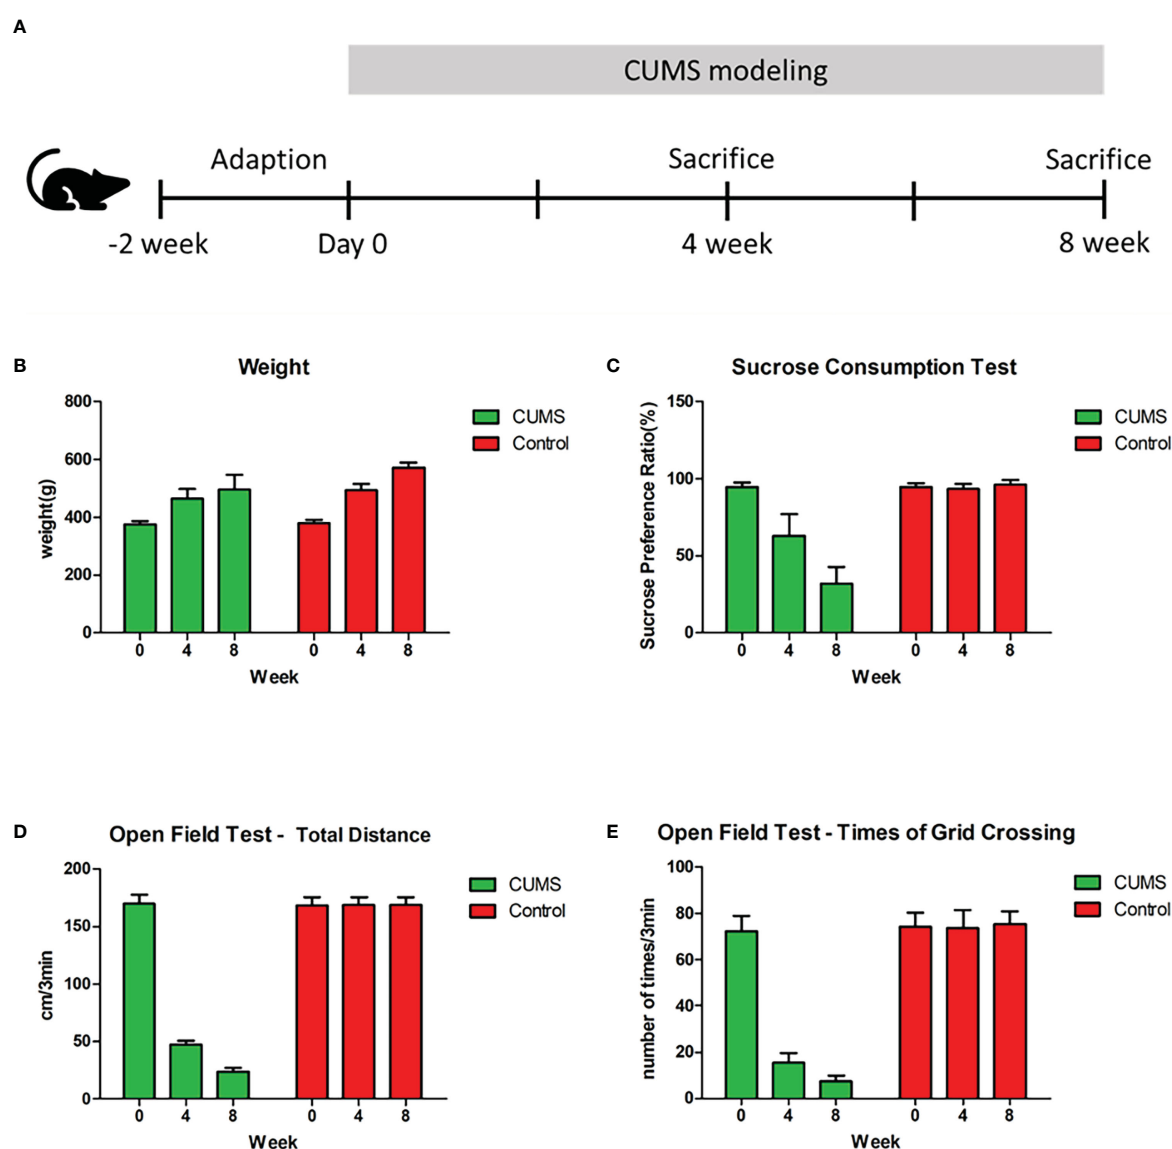 A
CUMS modeling
Adaption
Sacrifice
Sacrifice
-2 week
Day 0
4 week
8 week
B
Weight
800
600
400
200
0
weight(g)
0
4
8
0
4
8
Week
CUMS
Control
C
Sucrose Consumption Test
150
100
50
0
Sucrose Preference Ratio(%)
0
4
8
0
4
8
Week
CUMS
Control
D
Open Field Test - Total Distance
200
150
100
50
0
cm/3min
0
4
8
0
4
8
Week
CUMS
Control
E
Open Field Test - Times of Grid Crossing
100
80
60
40
20
0
number of times/3min
0
4
8
0
4
8
Week
CUMS
Control